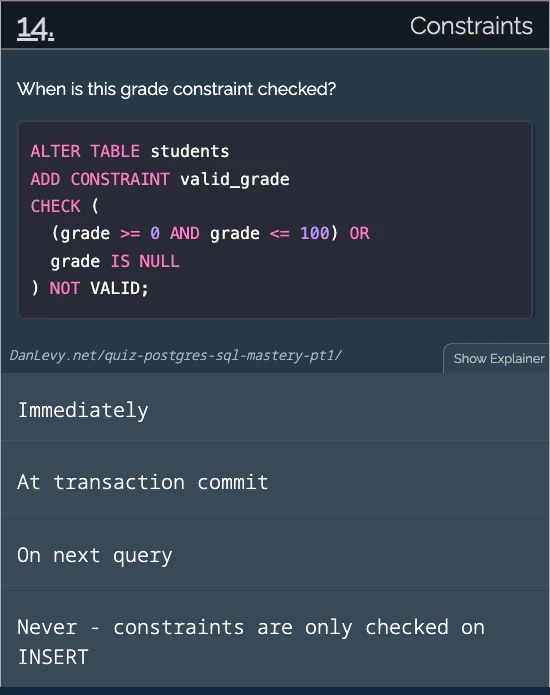 14.
Constraints
When is this grade constraint checked?
ALTER TABLE students
ADD CONSTRAINT valid_grade
CHECK (
  (grade >= 0 AND grade <= 100) OR
  grade IS NULL
) NOT VALID;
DanLevy.net/quiz-postgres-sql-mastery-pt1/
Show Explainer
Immediately
At transaction commit
On next query
Never - constraints are only checked on
INSERT